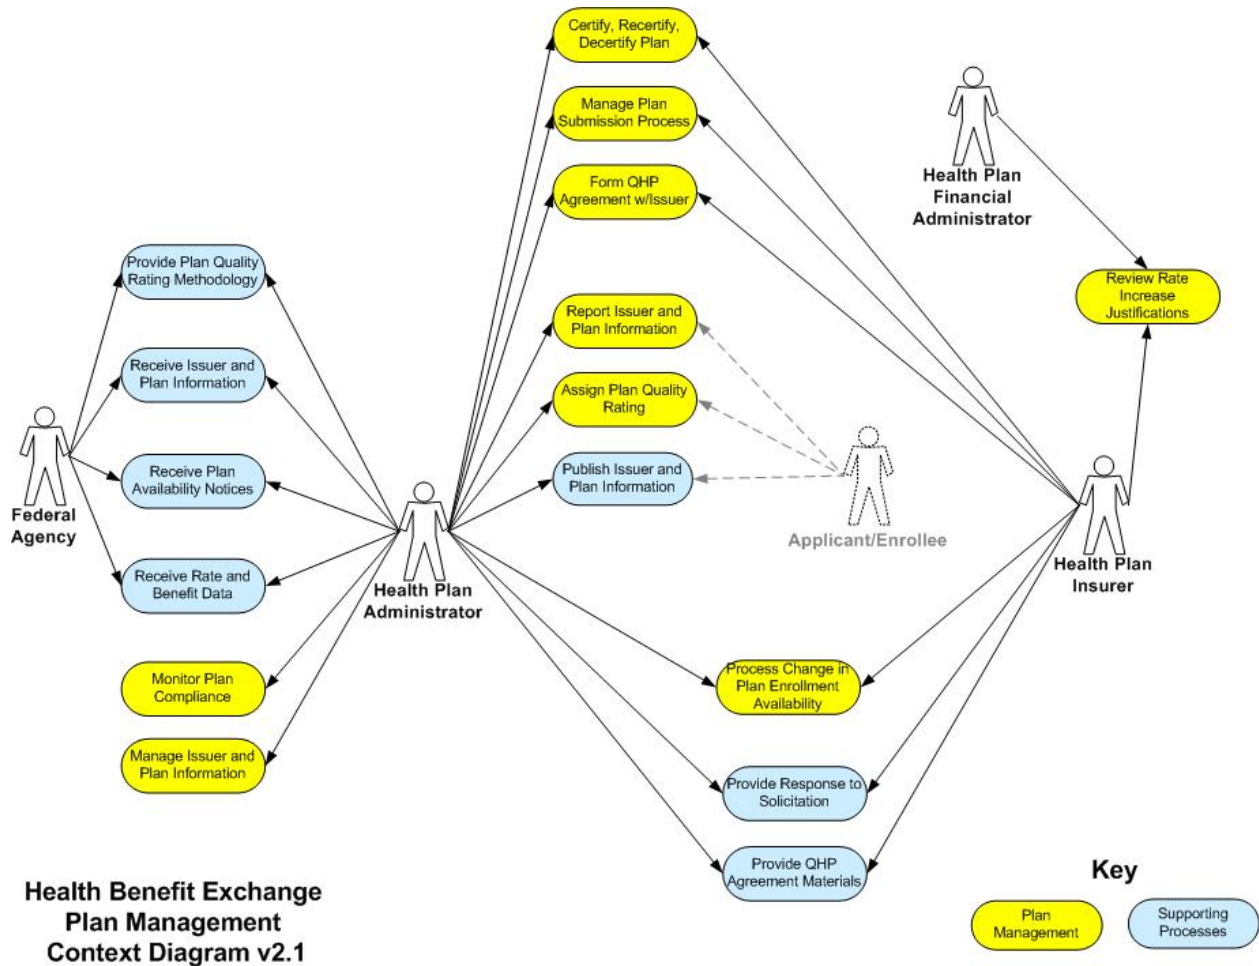 Certify, Recertify,
Decertify Plan
Manage Plan
Submission Process
Form QHP
Agreement w/Issuer
Health Plan
Financial
Administrator
Provide Plan Quality
Rating Methodology
Review Rate
Increase
Justifications
Report Issuer and
Plan Information
Receive Issuer and
Plan Information
Assign Plan Quality
Rating
Receive Plan
Availability Notices
Publish Issuer and
Plan Information
Federal
Agency
Applicant/Enrollee
Health Plan
Insurer
Receive Rate and
Benefit Data
Health Plan
Administrator
Monitor Plan
Compliance
Process Change in
Plan Enrollment
Availability
Manage Issuer and
Plan Information
Provide Response to
Solicitation
Provide QHP
Agreement Materials
Health Benefit Exchange
Plan Management
Context Diagram v2.1
Key
Plan
Management
Supporting
Processes